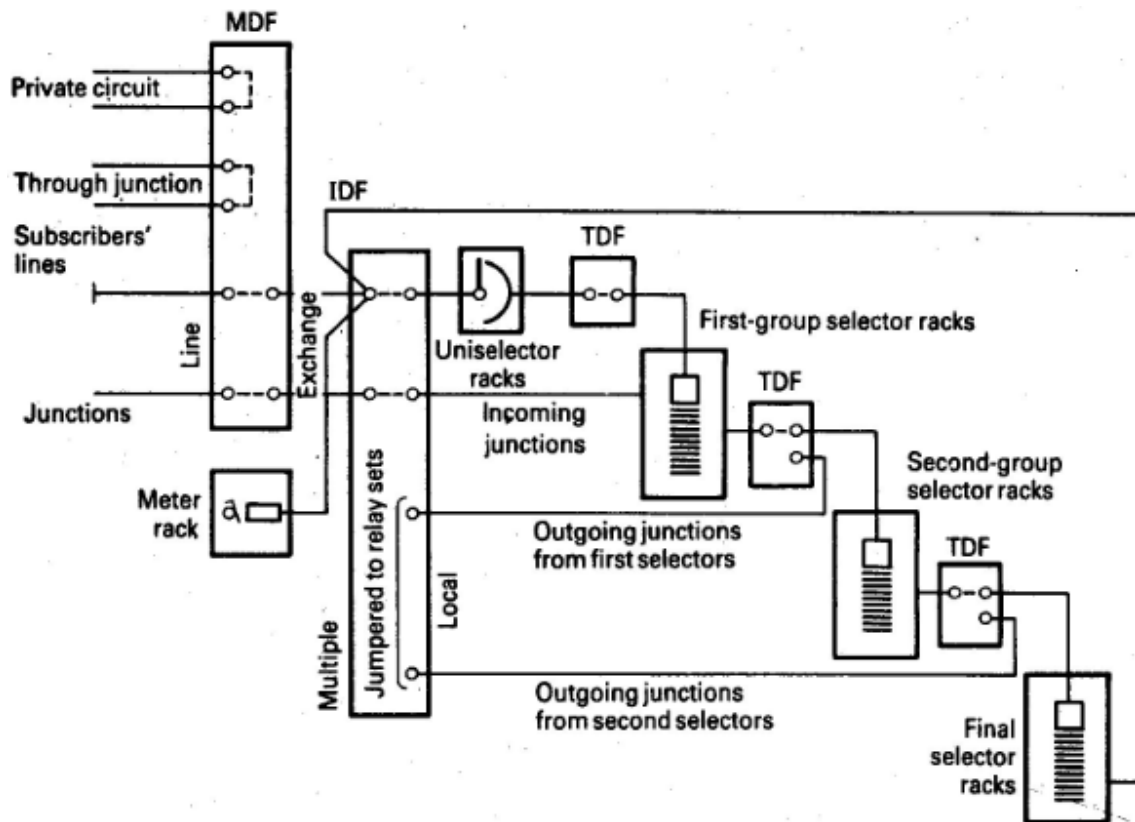 MDF
Private circuit
Through junction
IDF
Subscribers'
lines
TDF
First-group selector racks
Line
Exchange
Uniselector
racks
TDF
Junctions
Incoming
junctions
Second-group
selector racks
Meter
rack
Outgoing junctions
from first selectors
TDF
Jumpered to relay sets
Local
Multiple
Outgoing junctions
from second selectors
Final
selector
racks